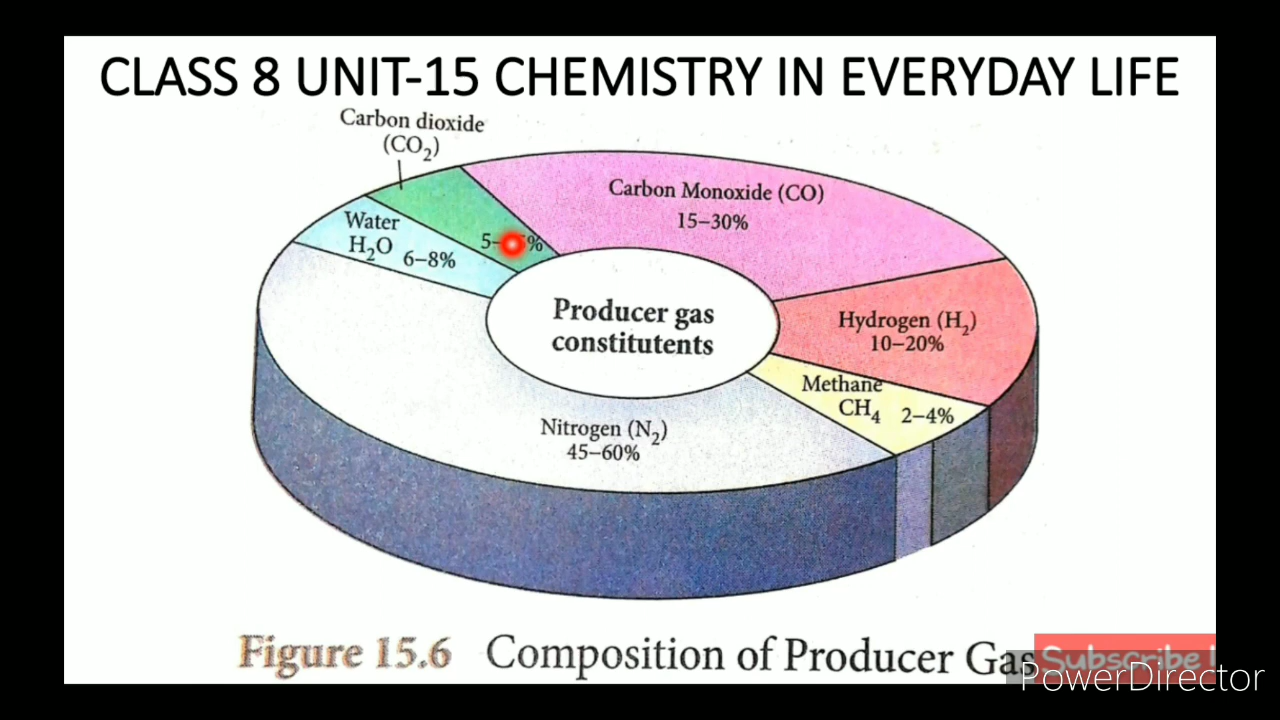 CLASS 8 UNIT-15 CHEMISTRY IN EVERYDAY LIFE
Carbon dioxide
(CO₂)
Carbon Monoxide (CO)
15–30%
Water
H₂O 6–8%
Hydrogen (H₂)
10–20%
Producer gas
constitutents
Methane
CH₄ 2–4%
Nitrogen (N₂)
45–60%
Figure 15.6 Composition of Producer Gas
Subscribe !
PowerDirector